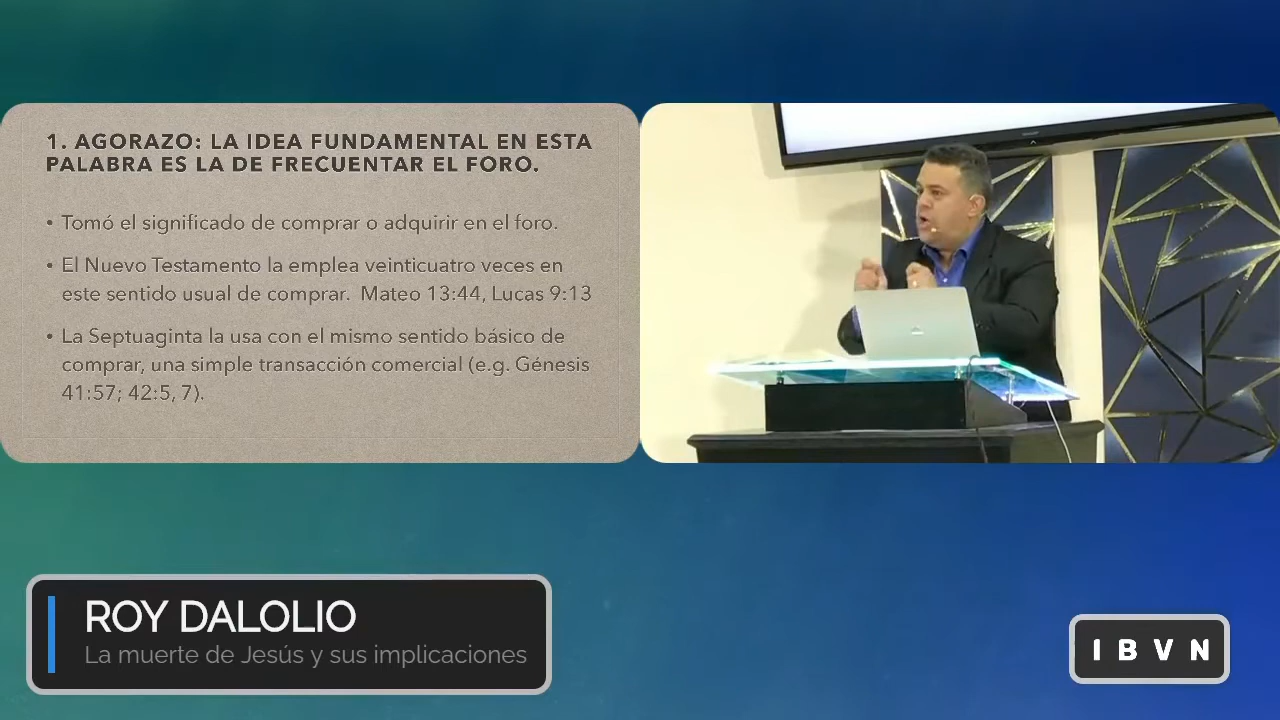 1. AGORAZO: LA IDEA FUNDAMENTAL EN ESTA
PALABRA ES LA DE FRECUENTAR EL FORO.
• Tomó el significado de comprar o adquirir en el foro.
• El Nuevo Testamento la emplea veinticuatro veces en
este sentido usual de comprar. Mateo 13:44, Lucas 9:13
• La Septuaginta la usa con el mismo sentido básico de
comprar, una simple transacción comercial (e.g. Génesis
41:57; 42:5, 7).
ROY DALOLIO
La muerte de Jesús y sus implicaciones
IBVN